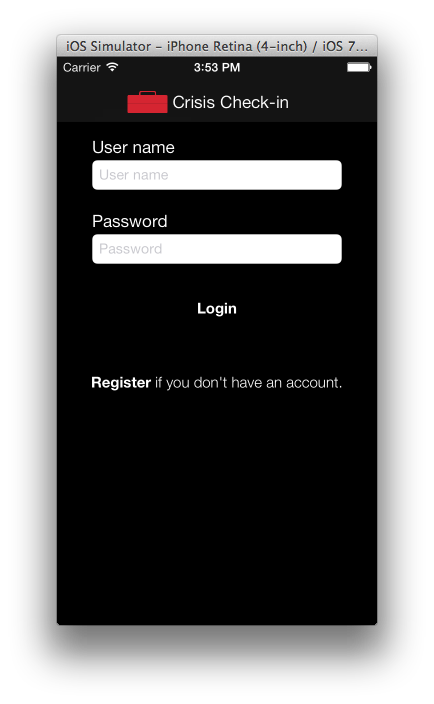 iOS Simulator – iPhone Retina (4-inch) / iOS 7...
Carrier 3:53 PM
Crisis Check-in
User name
User name
Password
Password
Login
Register if you don't have an account.